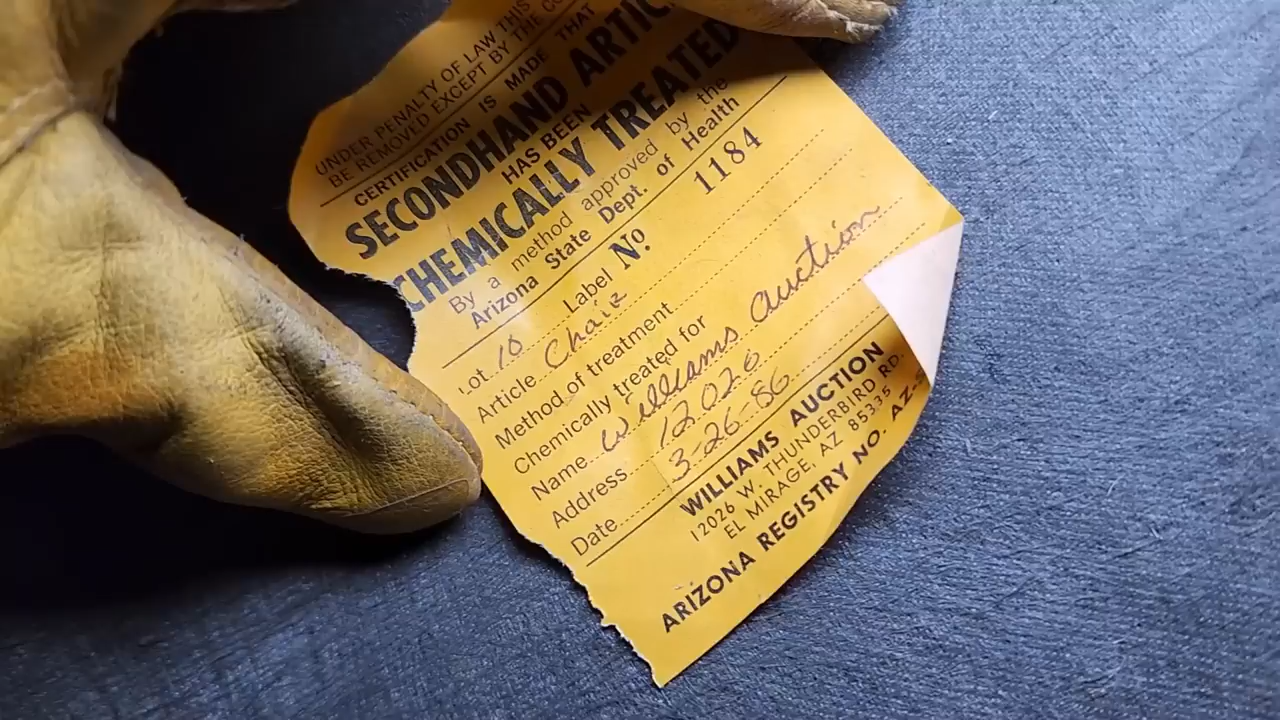 UNDER PENALTY OF LAW THIS
BE REMOVED EXCEPT BY THE
CERTIFICATION IS MADE THAT
SECONDHAND ARTIC
HAS BEEN
CHEMICALLY TREATED
By a method approved by the
Arizona State Dept. of Health
Label Nº 1184
Lot 10
Article Chair
Method of treatment
Chemically treated for
Name Williams Auction
Address 12026
Date 3-26-86
WILLIAMS AUCTION
12026 W. THUNDERBIRD RD.
EL MIRAGE, AZ 85335
ARIZONA REGISTRY NO. AZ-